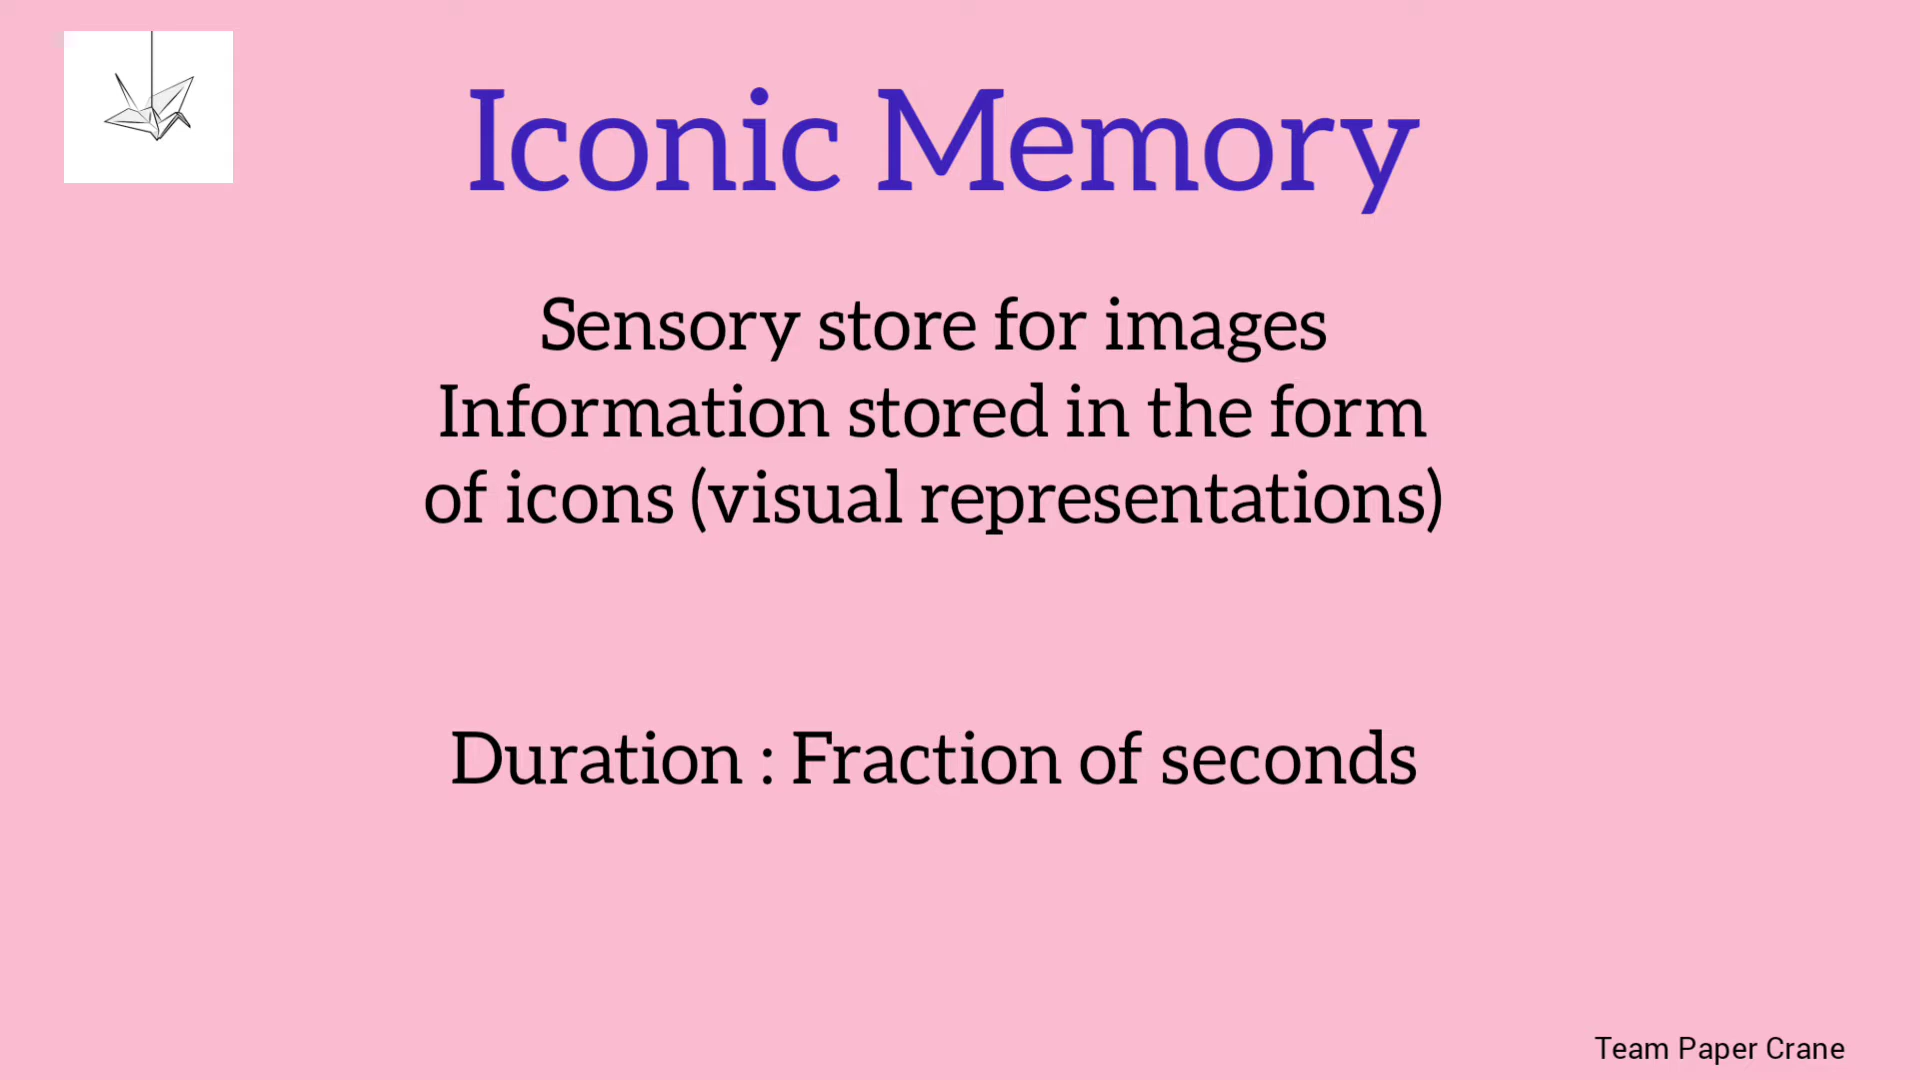 Iconic Memory
Sensory store for images
Information stored in the form
of icons (visual representations)
Duration : Fraction of seconds
Team Paper Crane